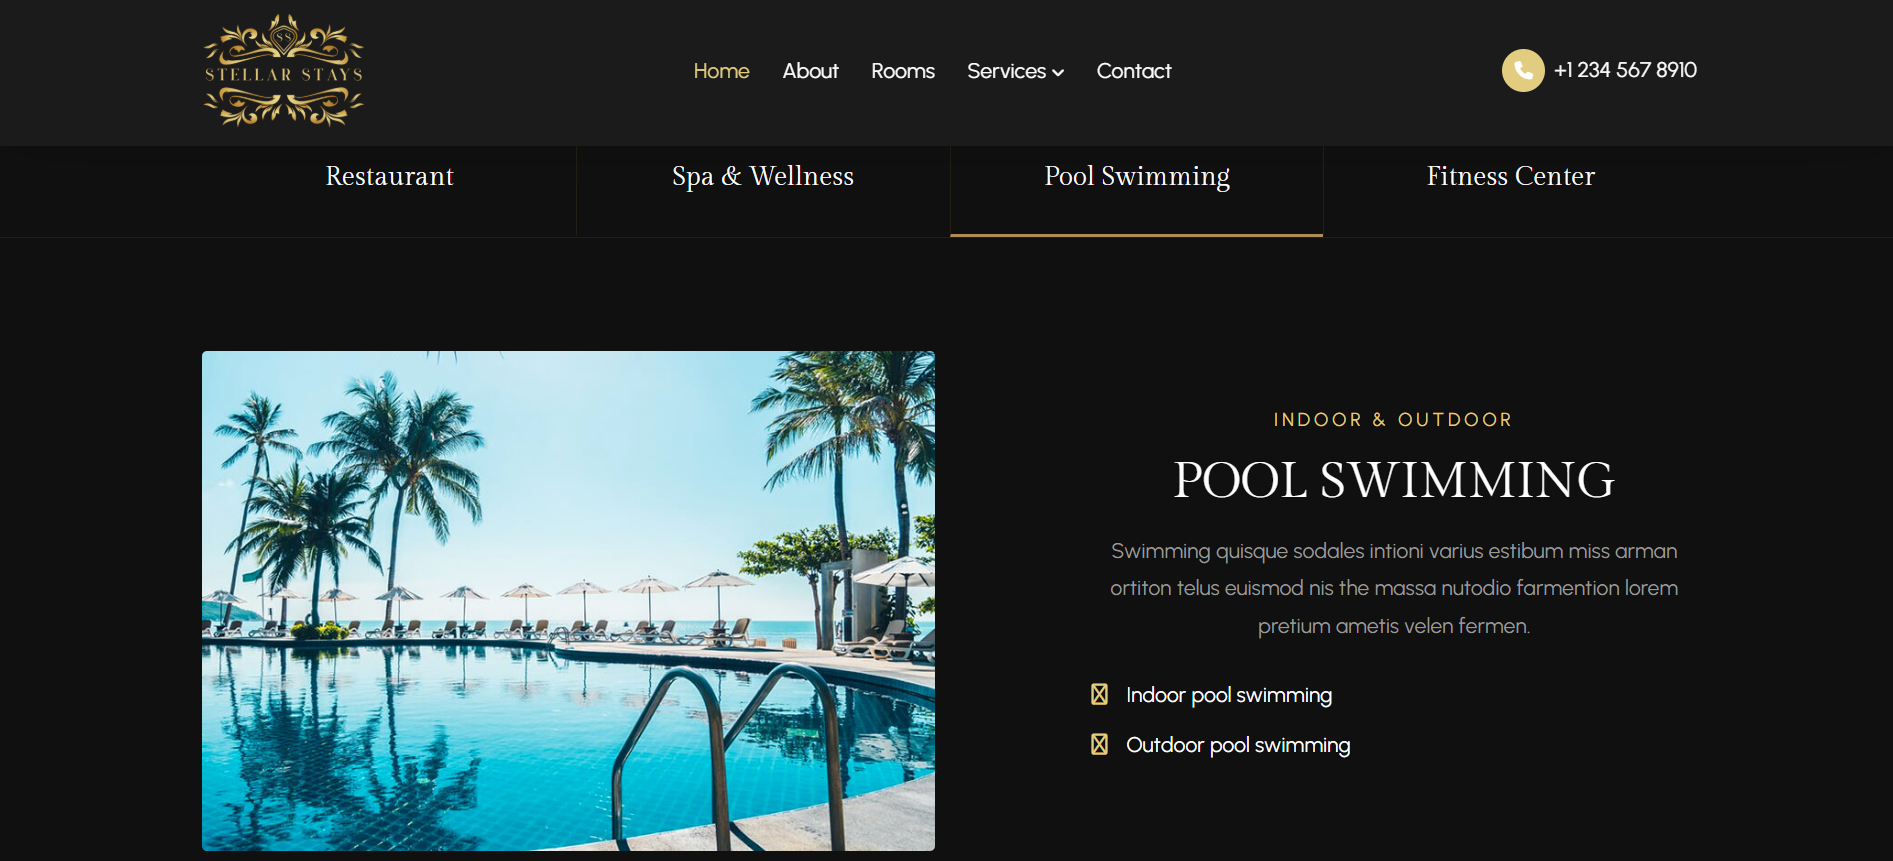 SS
STELLAR STAYS
Home About Rooms Services Contact
+1 234 567 8910
Restaurant Spa & Wellness Pool Swimming Fitness Center
INDOOR & OUTDOOR
POOL SWIMMING
Swimming quisque sodales intioni varius estibum miss arman
ortiton telus euismod nis the massa nutodio farmention lorem
pretium ametis velen fermen.
Indoor pool swimming
Outdoor pool swimming